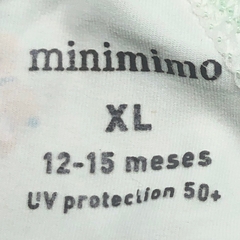 minimimo
XL
12-15 meses
UV protection 50+